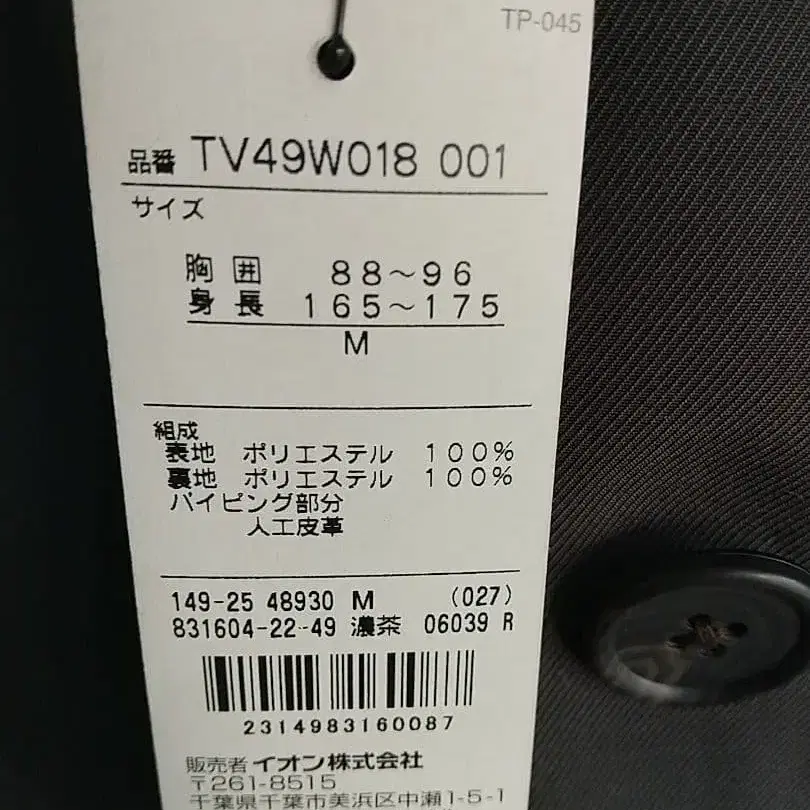 TP-045
品番 TV49W018 001
サイズ
胸囲 88～96
身長 165～175
M
組成
表地 ポリエステル 100%
裏地 ポリエステル 100%
パイピング部分
人工皮革
149-25 48930 M (027)
831604-22-49 濃茶 06039 R
2314983160087
販売者 イオン株式会社
〒261-8515
千葉県千葉市美浜区中瀬1-5-1